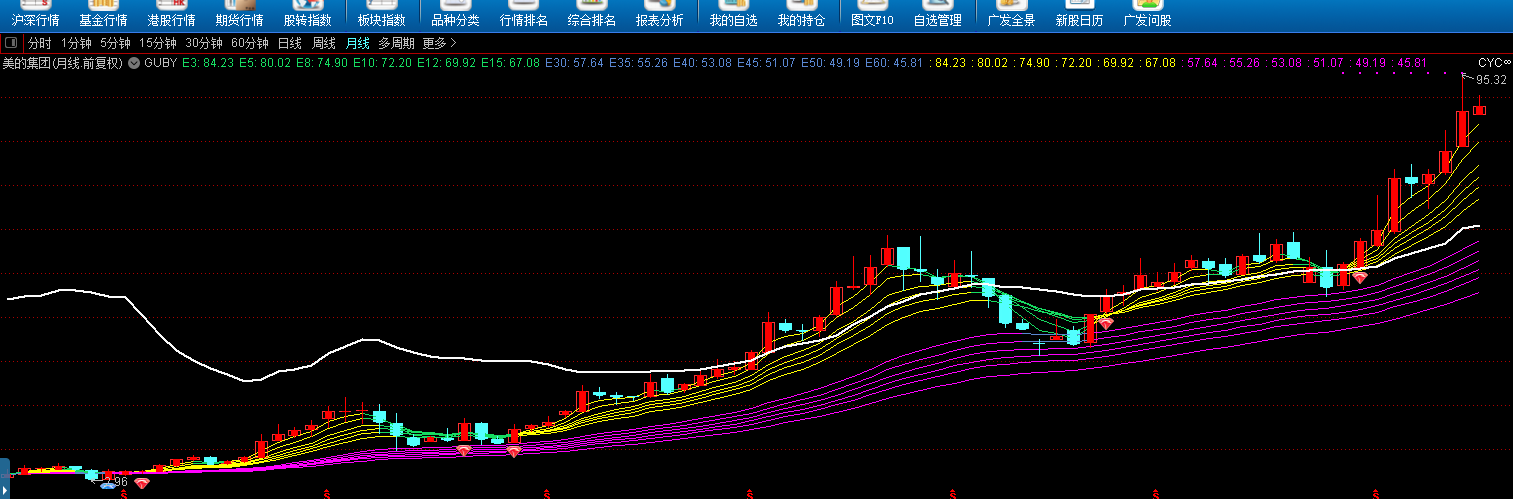 沪深行情 基金行情 港股行情 期货行情 股转指数 板块指数 品种分类 行情排名 综合排名 报表分析 我的自选 我的持仓 图文F10 自选管理 广发全景 新股日历 广发问股
分时 1分钟 5分钟 15分钟 30分钟 60分钟 日线 周线 月线 多周期 更多>
美的集团(月线.前复权) GUBY E3: 84.23 E5: 80.02 E8: 74.90 E10: 72.20 E12: 69.92 E15: 67.08 E30: 57.64 E35: 55.26 E40: 53.08 E45: 51.07 E50: 49.19 E60: 45.81 : 84.23 : 80.02 : 74.90 : 72.20 : 69.92 : 67.08 : 57.64 : 55.26 : 53.08 : 51.07 : 49.19 : 45.81 CYC∞
95.32